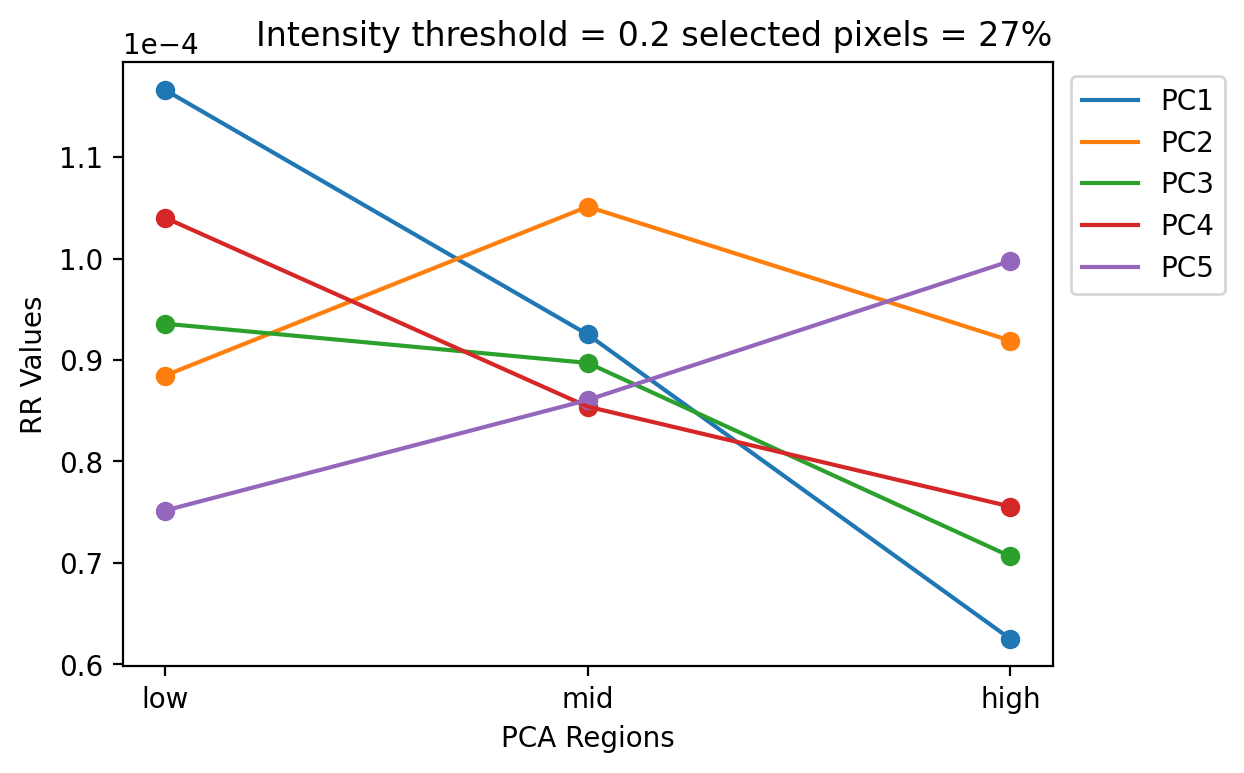 1e−4
Intensity threshold = 0.2 selected pixels = 27%
RR Values
1.1
1.0
0.9
0.8
0.7
0.6
low
mid
high
PCA Regions
PC1
PC2
PC3
PC4
PC5